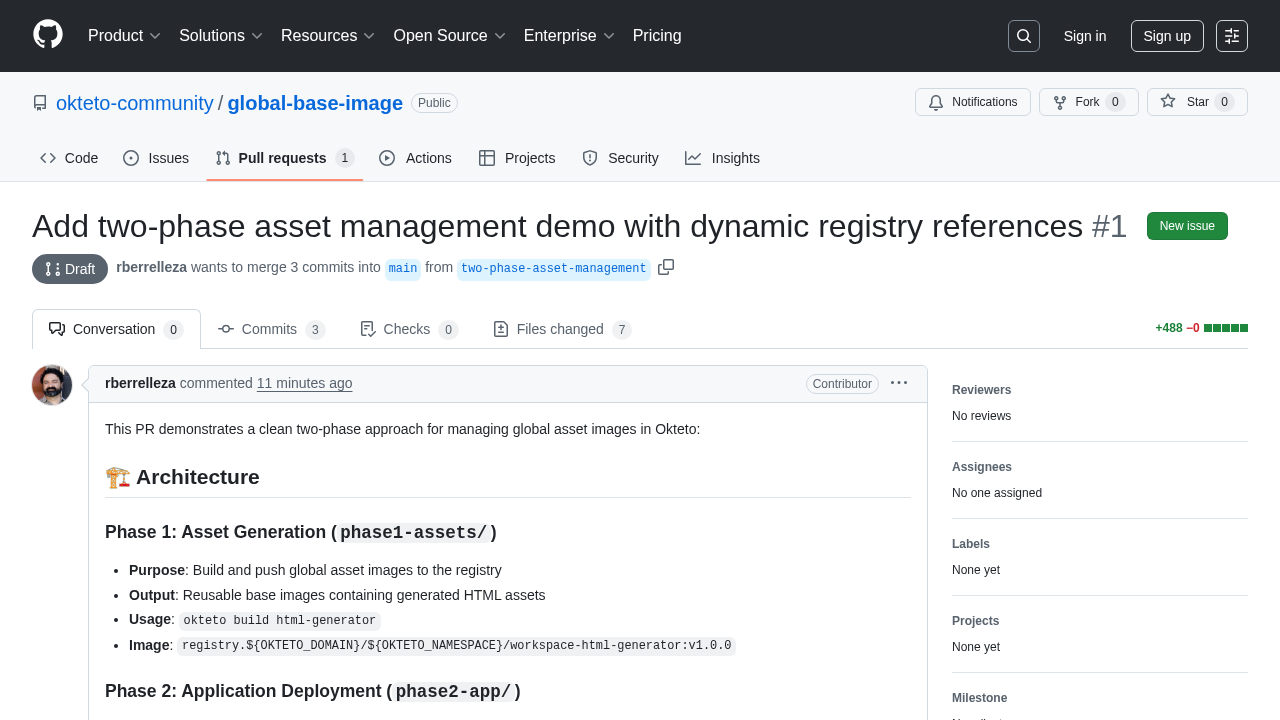 Product Solutions Resources Open Source Enterprise Pricing Sign in Sign up
okteto-community / global-base-image Public Notifications Fork 0 Star 0
Code Issues Pull requests 1 Actions Projects Security Insights
Add two-phase asset management demo with dynamic registry references #1 New issue
Draft rberrelleza wants to merge 3 commits into main from two-phase-asset-management
Conversation 0 Commits 3 Checks 0 Files changed 7 +488 −0
rberrelleza commented 11 minutes ago Contributor
This PR demonstrates a clean two-phase approach for managing global asset images in Okteto:
🏗️ Architecture
Phase 1: Asset Generation (phase1-assets/)
• Purpose: Build and push global asset images to the registry
• Output: Reusable base images containing generated HTML assets
• Usage: okteto build html-generator
• Image: registry.${OKTETO_DOMAIN}/${OKTETO_NAMESPACE}/workspace-html-generator:v1.0.0
Phase 2: Application Deployment (phase2-app/)
Reviewers
No reviews
Assignees
No one assigned
Labels
None yet
Projects
None yet
Milestone